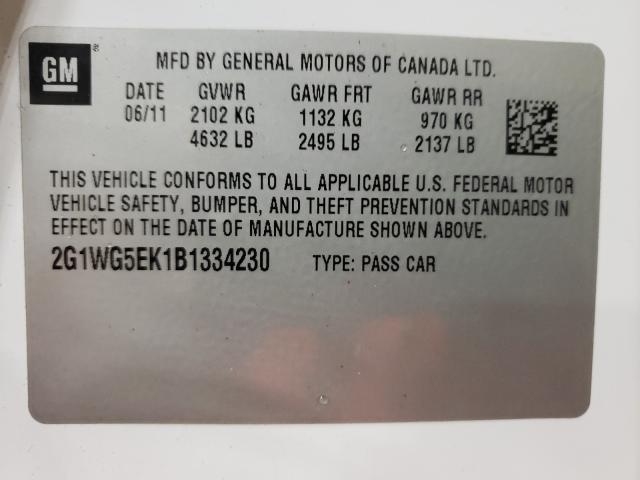 GM
MFD BY GENERAL MOTORS OF CANADA LTD.
DATE GVWR GAWR FRT GAWR RR
06/11 2102 KG 1132 KG 970 KG
4632 LB 2495 LB 2137 LB
THIS VEHICLE CONFORMS TO ALL APPLICABLE U.S. FEDERAL MOTOR
VEHICLE SAFETY, BUMPER, AND THEFT PREVENTION STANDARDS IN
EFFECT ON THE DATE OF MANUFACTURE SHOWN ABOVE.
2G1WG5EK1B1334230 TYPE: PASS CAR